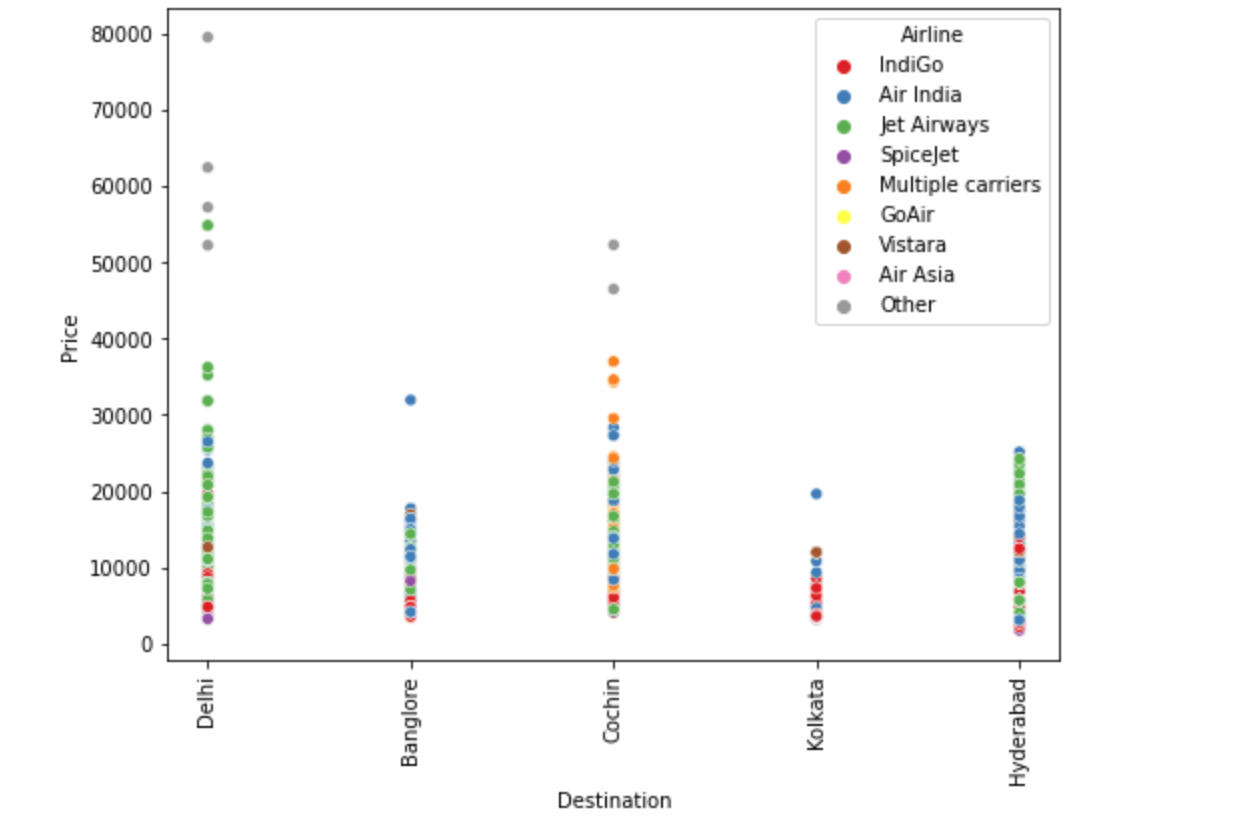 80000
70000
60000
50000
40000
30000
20000
10000
0
Price
Airline
IndiGo
Air India
Jet Airways
SpiceJet
Multiple carriers
GoAir
Vistara
Air Asia
Other
Delhi
Banglore
Cochin
Kolkata
Hyderabad
Destination